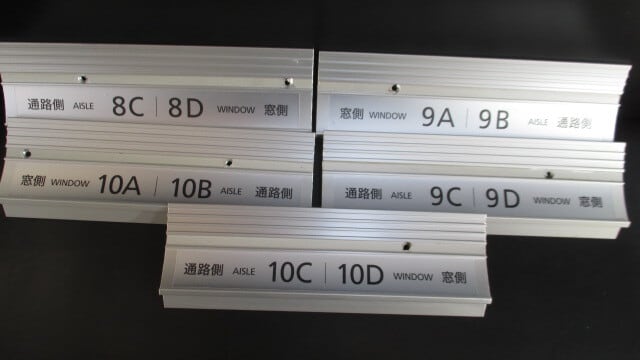 通路側 AISLE 8C | 8D WINDOW 窓側
窓側 WINDOW 9A | 9B AISLE 通路側
窓側 WINDOW 10A | 10B AISLE 通路側
通路側 AISLE 9C | 9D WINDOW 窓側
通路側 AISLE 10C | 10D WINDOW 窓側